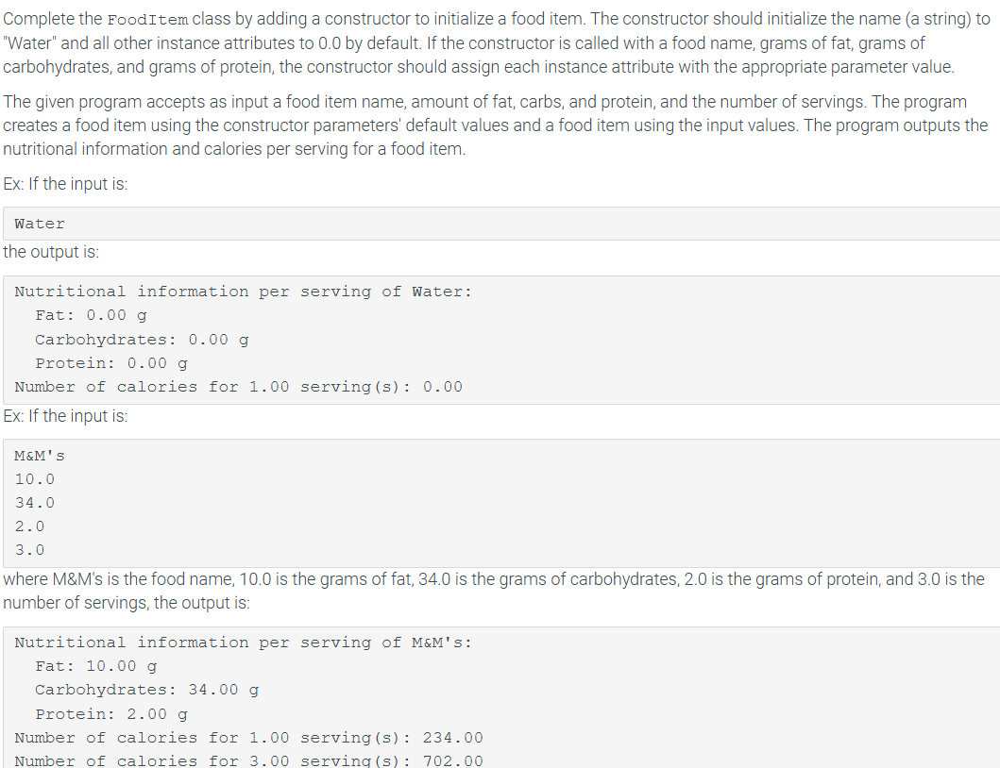 Complete the FoodItem class by adding a constructor to initialize a food item. The constructor should initialize the name (a string) to
"Water" and all other instance attributes to 0.0 by default. If the constructor is called with a food name, grams of fat, grams of
carbohydrates, and grams of protein, the constructor should assign each instance attribute with the appropriate parameter value.
The given program accepts as input a food item name, amount of fat, carbs, and protein, and the number of servings. The program
creates a food item using the constructor parameters' default values and a food item using the input values. The program outputs the
nutritional information and calories per serving for a food item.
Ex: If the input is:
Water
the output is:
Nutritional information per serving of Water:
Fat: 0.00 g
Carbohydrates: 0.00 g
Protein: 0.00 g
Number of calories for 1.00 serving(s): 0.00
Ex: If the input is:
M&M's
10.0
34.0
2.0
3.0
where M&M's is the food name, 10.0 is the grams of fat, 34.0 is the grams of carbohydrates, 2.0 is the grams of protein, and 3.0 is the
number of servings, the output is:
Nutritional information per serving of M&M's:
Fat: 10.00 g
Carbohydrates: 34.00 g
Protein: 2.00 g
Number of calories for 1.00 serving(s): 234.00
Number of calories for 3.00 serving(s): 702.00